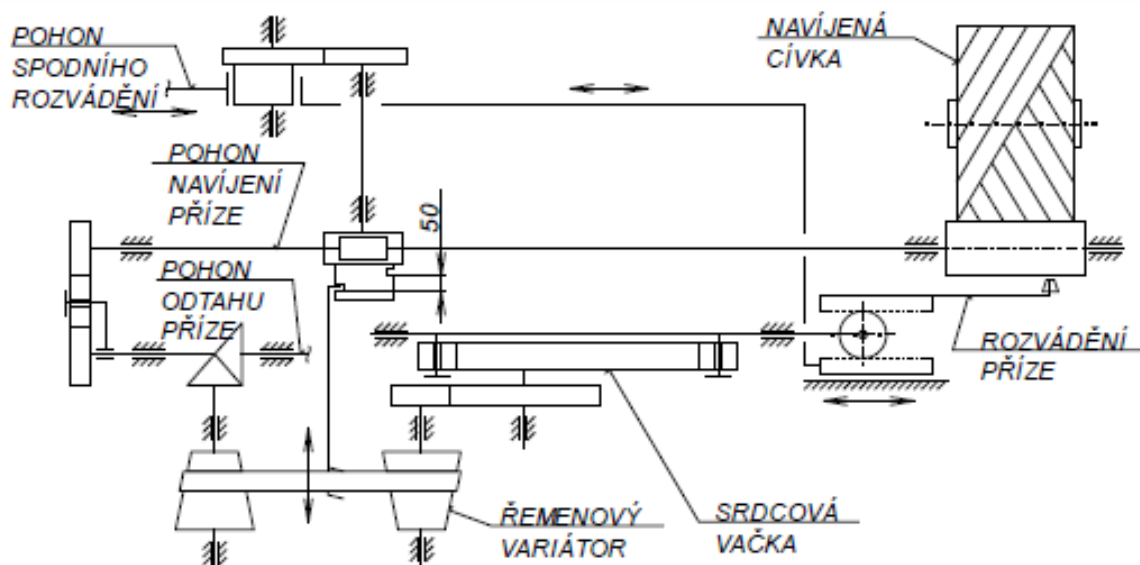 POHON
SPODNÍHO
ROZVÁDĚNÍ
NAVÍJENÁ
CÍVKA
POHON
NAVÍJENÍ
PŘÍZE
50
POHON
ODTAHU
PŘÍZE
ROZVÁDĚNÍ
PŘÍZE
ŘEMENOVÝ
VARIÁTOR
SRDCOVÁ
VAČKA